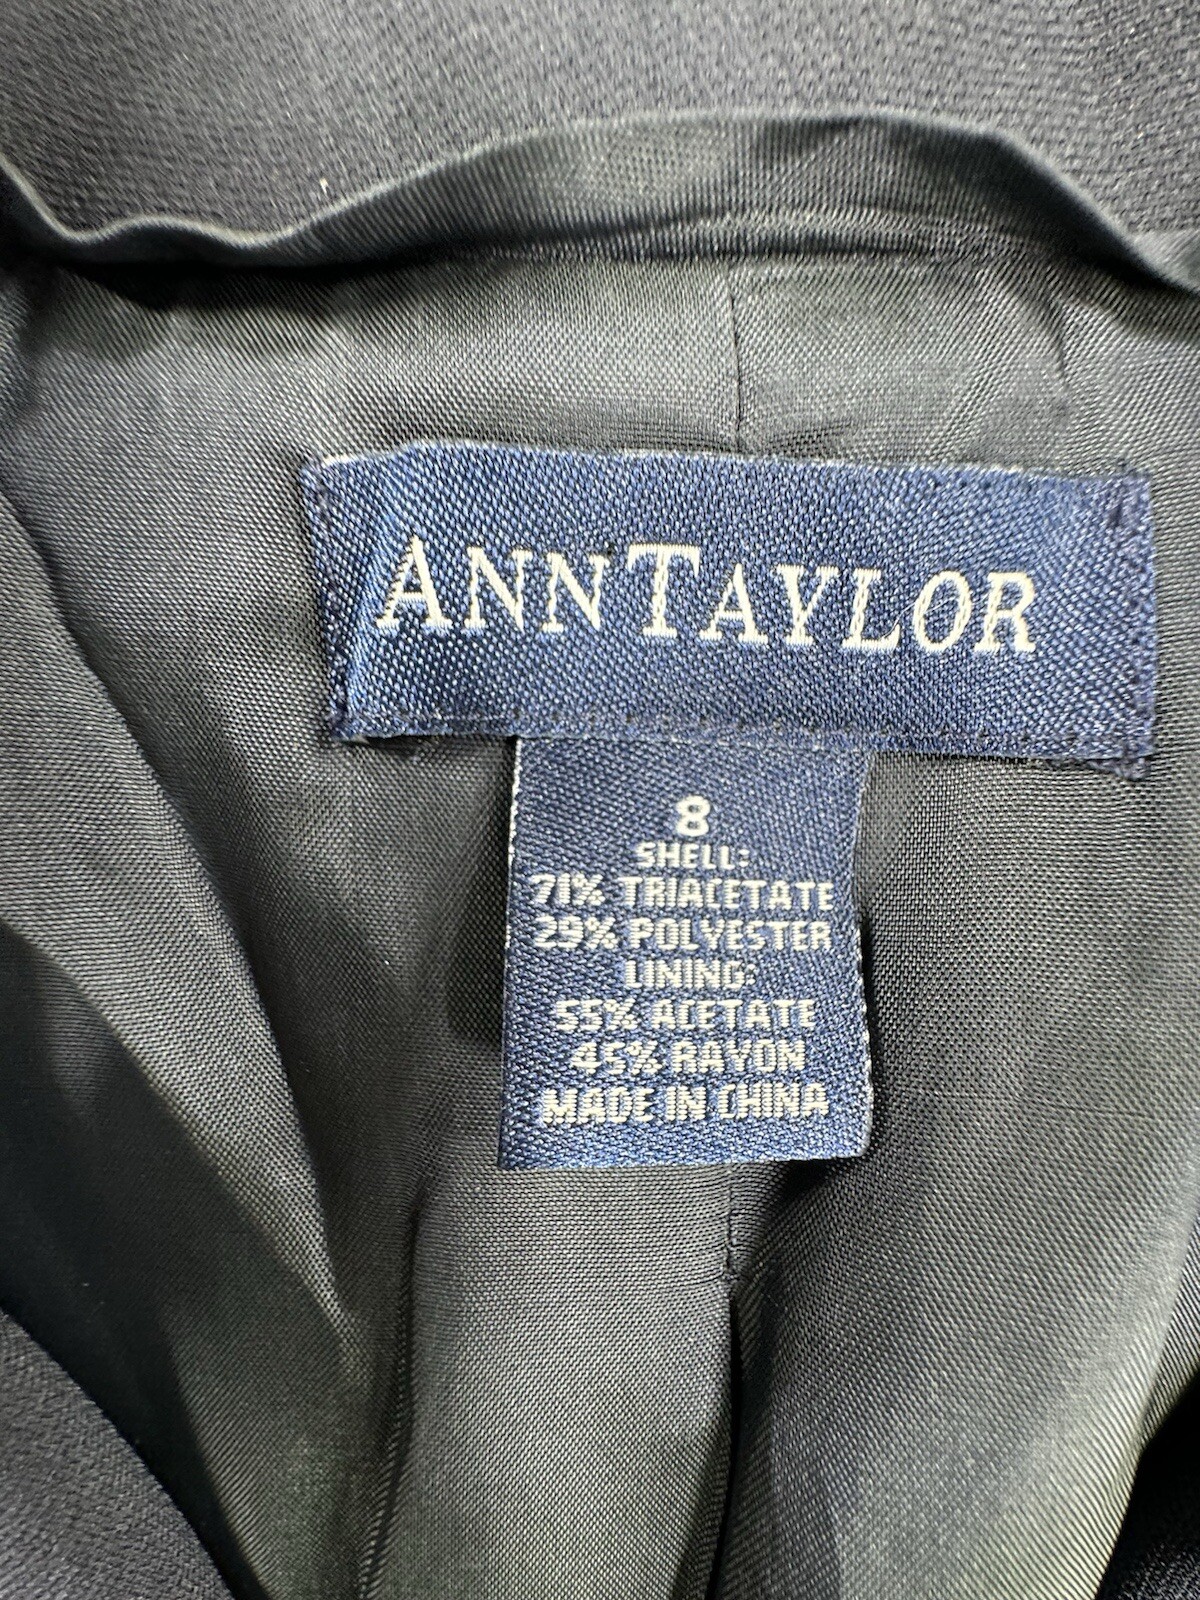 ANNTAYLOR
8
SHELL:
71% TRIACETATE
29% POLYESTER
LINING:
55% ACETATE
45% RAYON
MADE IN CHINA